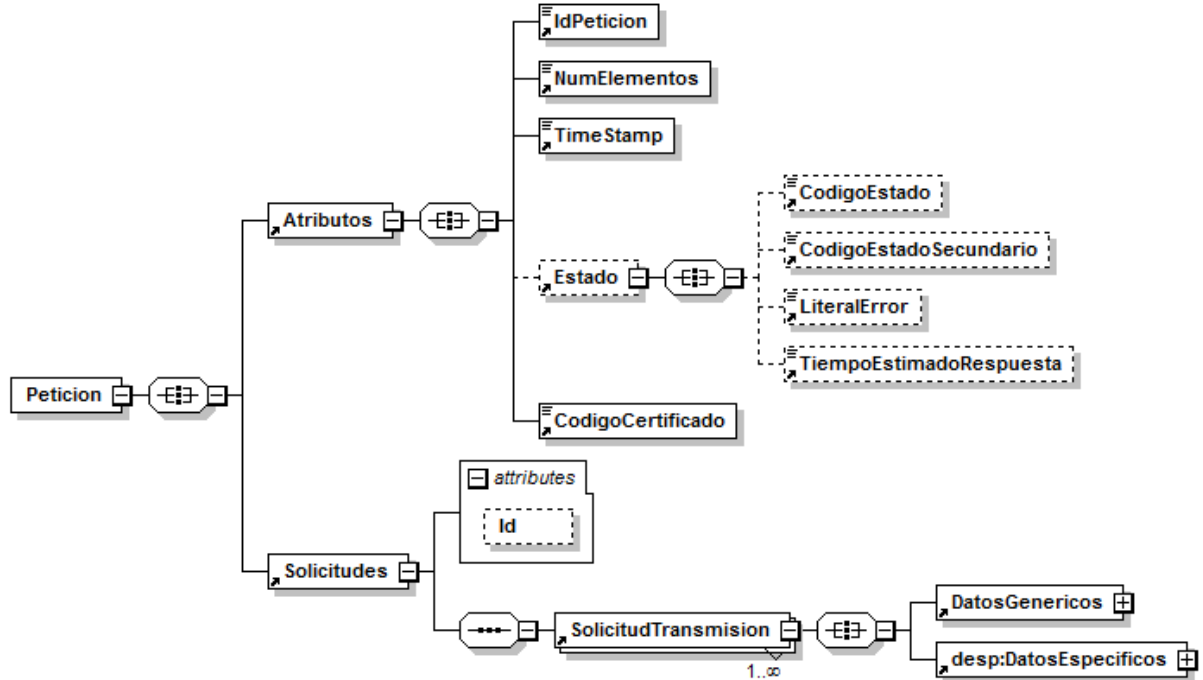 IdPeticion
NumElementos
TimeStamp
CodigoEstado
Atributos
CodigoEstadoSecundario
Estado
LiteralError
TiempoEstimadoRespuesta
Peticion
CodigoCertificado
attributes
Id
Solicitudes
DatosGenericos
SolicitudTransmision
1..∞
desp:DatosEspecificos